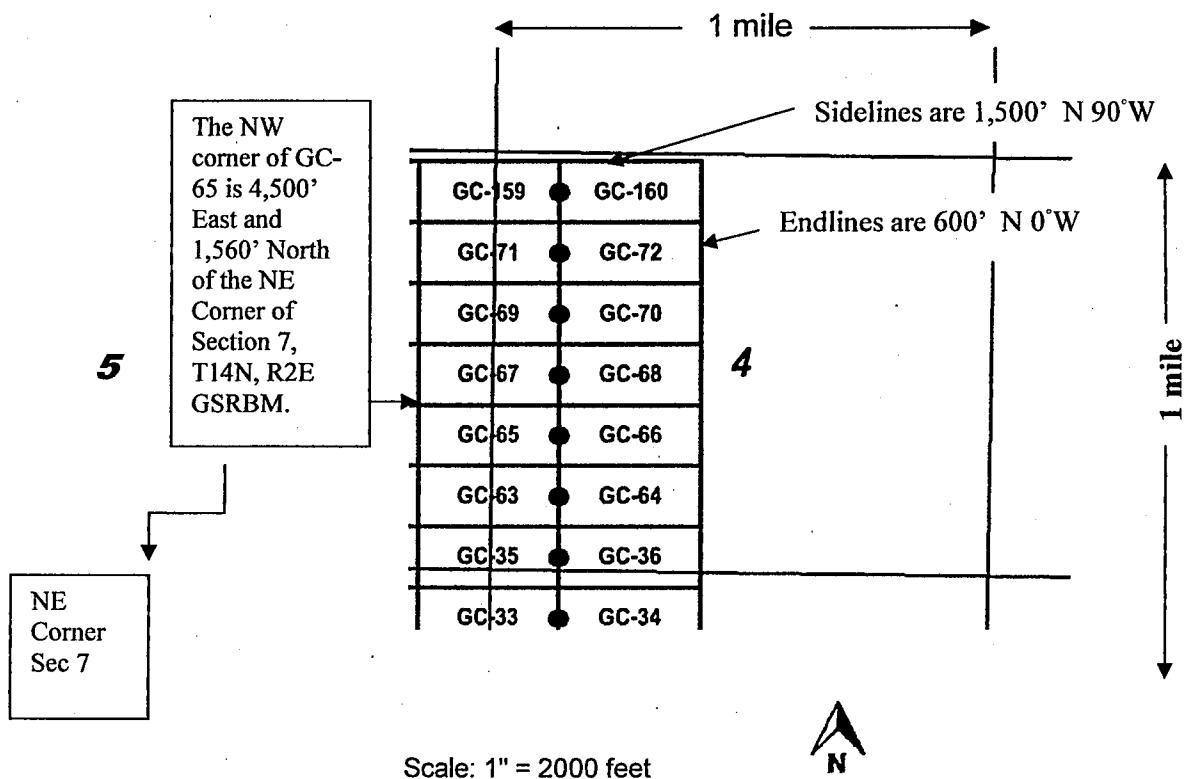 1 mile
Sidelines are 1,500' N 90°W
The NW
corner of GC-
65 is 4,500'
East and
1,560' North
of the NE
Corner of
Section 7,
T14N, R2E
GSRBM.
GC-159 GC-160
Endlines are 600' N 0°W
GC-71 GC-72
GC-69 GC-70
5
GC-67 GC-68
4
1 mile
GC-65 GC-66
GC-63 GC-64
GC-35 GC-36
GC-33 GC-34
NE
Corner
Sec 7
N
Scale: 1" = 2000 feet